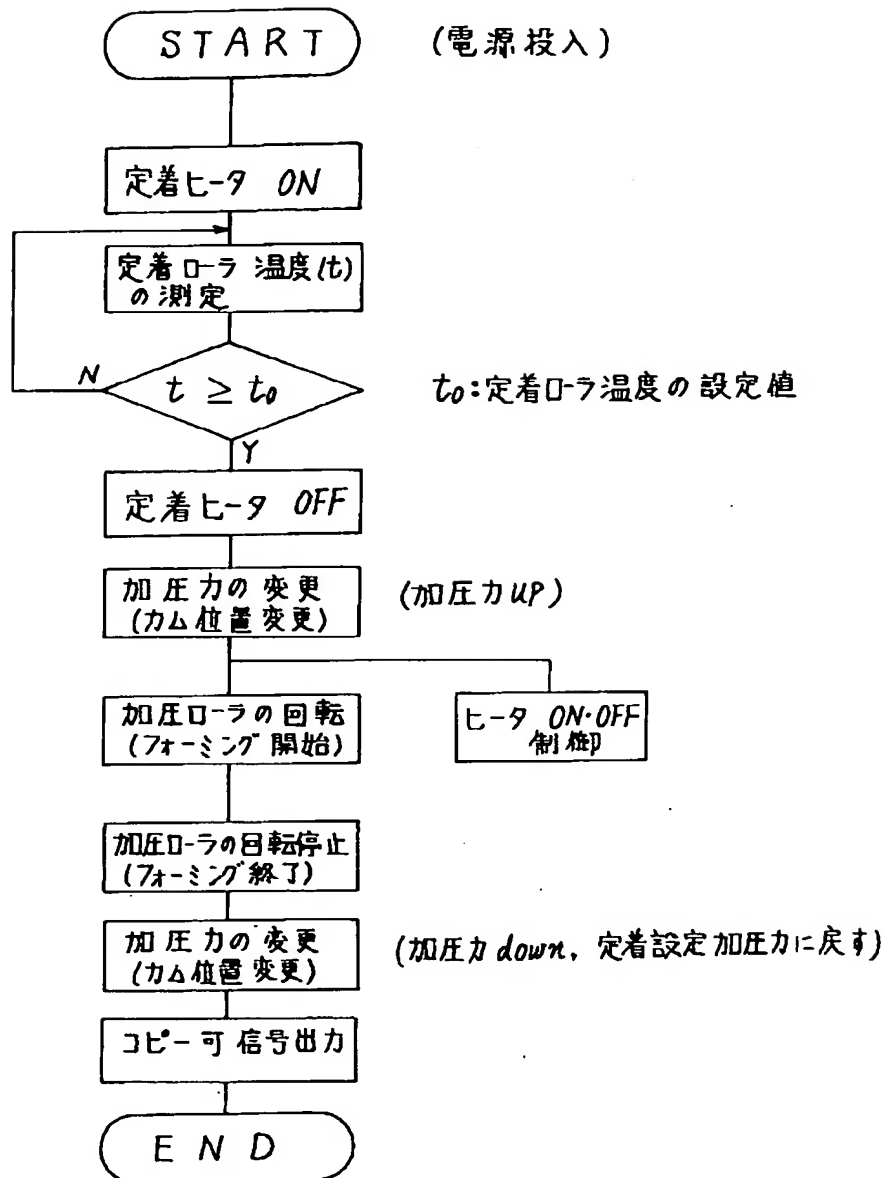 START
(電源投入)
定着ヒータ ON
定着ローラ 温度(t)
の測定
N
t ≥ t₀
t₀:定着ローラ温度の設定値
Y
定着ヒータ OFF
加圧力の変更
(カム位置変更)
(加圧力UP)
加圧ローラの回転
(フォーミング開始)
ヒータ ON・OFF
制御
加圧ローラの回転停止
(フォーミング終了)
加圧力の変更
(カム位置変更)
(加圧力down, 定着設定加圧力に戻す)
コピー可信号出力
END